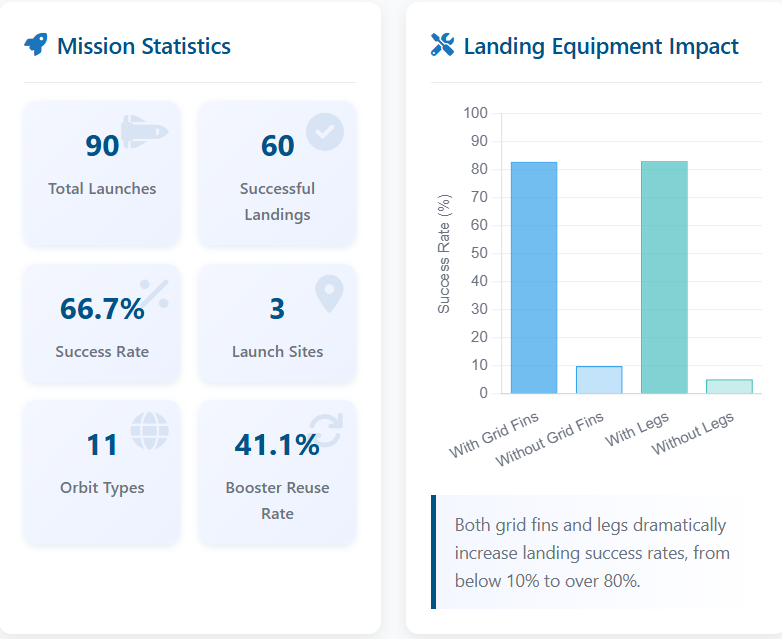 Mission Statistics
90
Total Launches
60
Successful
Landings
66.7%
Success Rate
3
Launch Sites
11
Orbit Types
41.1%
Booster Reuse
Rate
Landing Equipment Impact
Success Rate (%)
100
90
80
70
60
50
40
30
20
10
0
With Grid Fins
Without Grid Fins
With Legs
Without Legs
Both grid fins and legs dramatically
increase landing success rates, from
below 10% to over 80%.